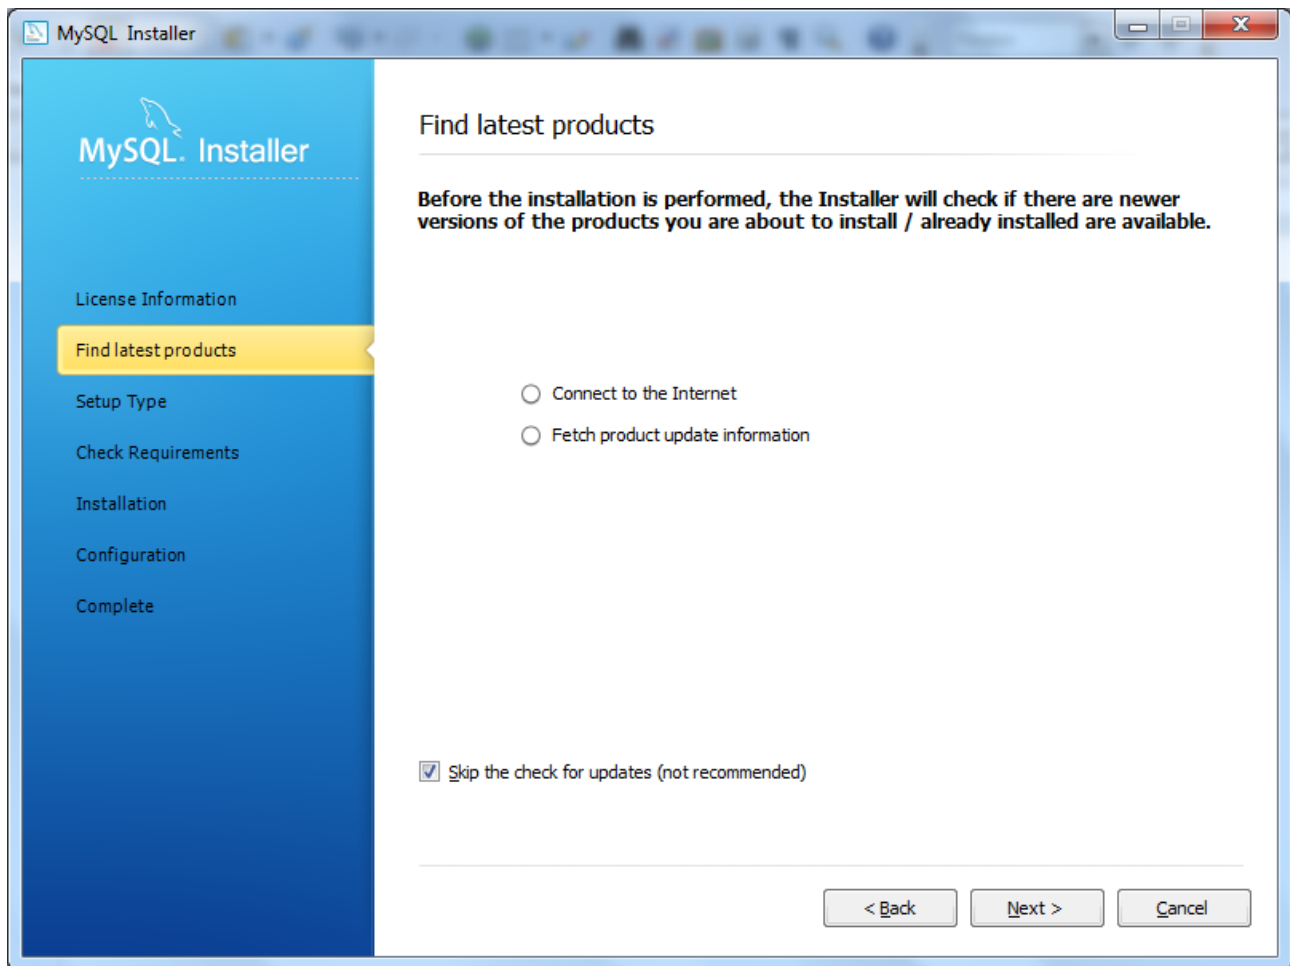 MySQL Installer
MySQL. Installer
Find latest products
Before the installation is performed, the Installer will check if there are newer
versions of the products you are about to install / already installed are available.
License Information
Find latest products
Setup Type
Check Requirements
Installation
Configuration
Complete
Connect to the Internet
Fetch product update information
Skip the check for updates (not recommended)
< Back
Next >
Cancel